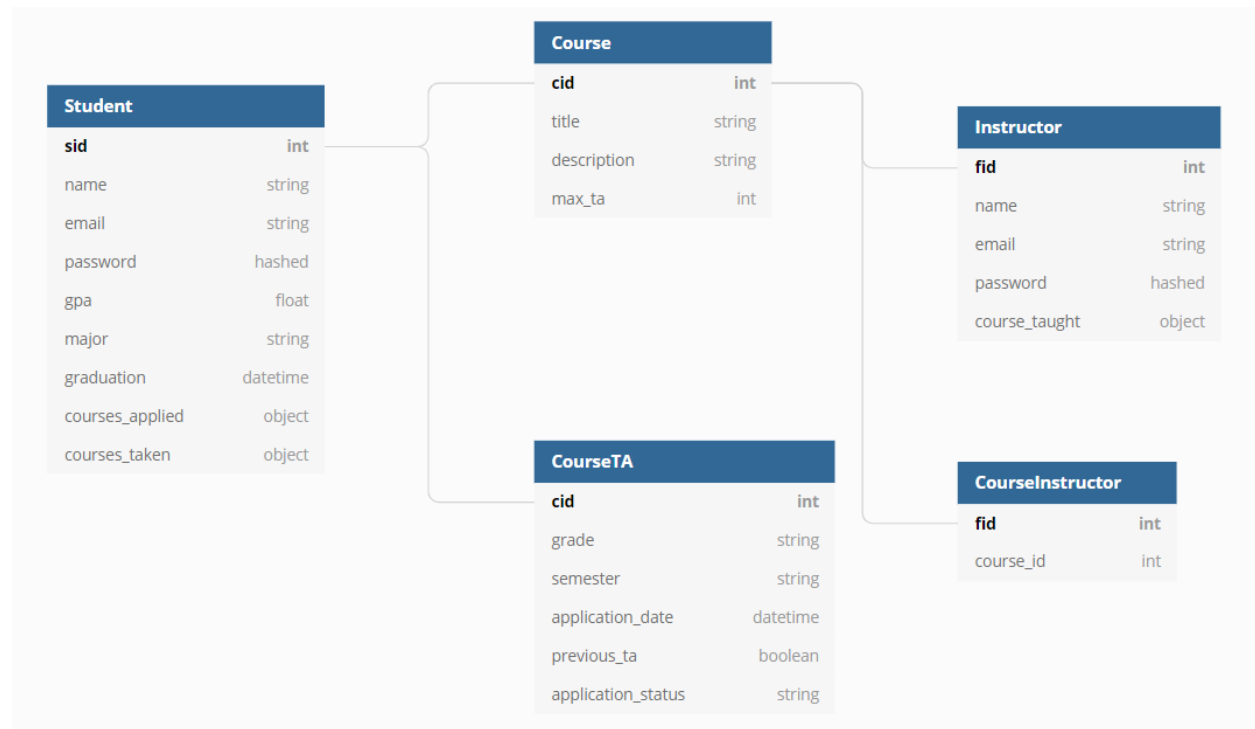 Student
sid int
name string
email string
password hashed
gpa float
major string
graduation datetime
courses_applied object
courses_taken object
Course
cid int
title string
description string
max_ta int
CourseTA
cid int
grade string
semester string
application_date datetime
previous_ta boolean
application_status string
Instructor
fid int
name string
email string
password hashed
course_taught object
CourseInstructor
fid int
course_id int